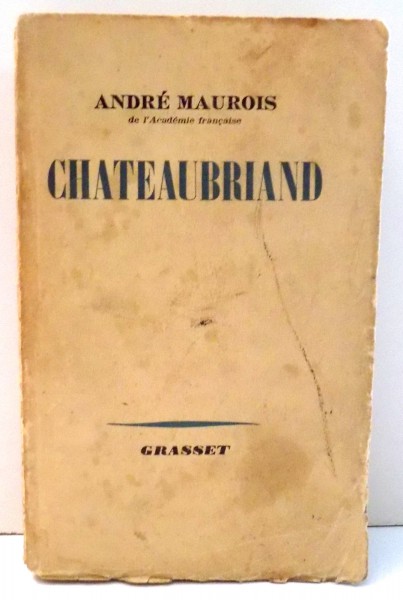 ANDRÉ MAUROIS
de l'Académie française
CHATEAUBRIAND
GRASSET